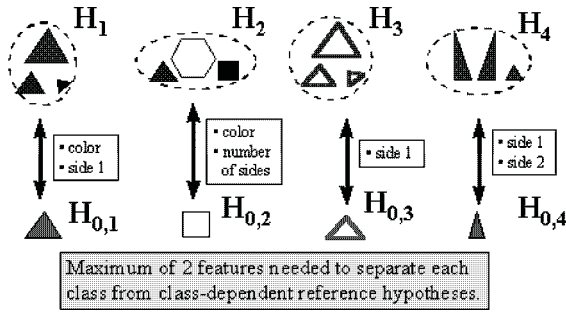 H1
H2
H3
H4
▪ color
▪ side 1
▪ color
▪ number
of sides
▪ side 1
▪ side 1
▪ side 2
H0,1
H0,2
H0,3
H0,4
Maximum of 2 features needed to separate each
class from class-dependent reference hypotheses.